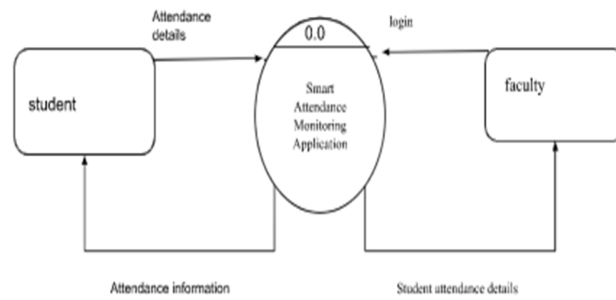 Attendance
details
login
0.0
student
Smart
Attendance
Monitoring
Application
faculty
Attendance information
Student attendance details